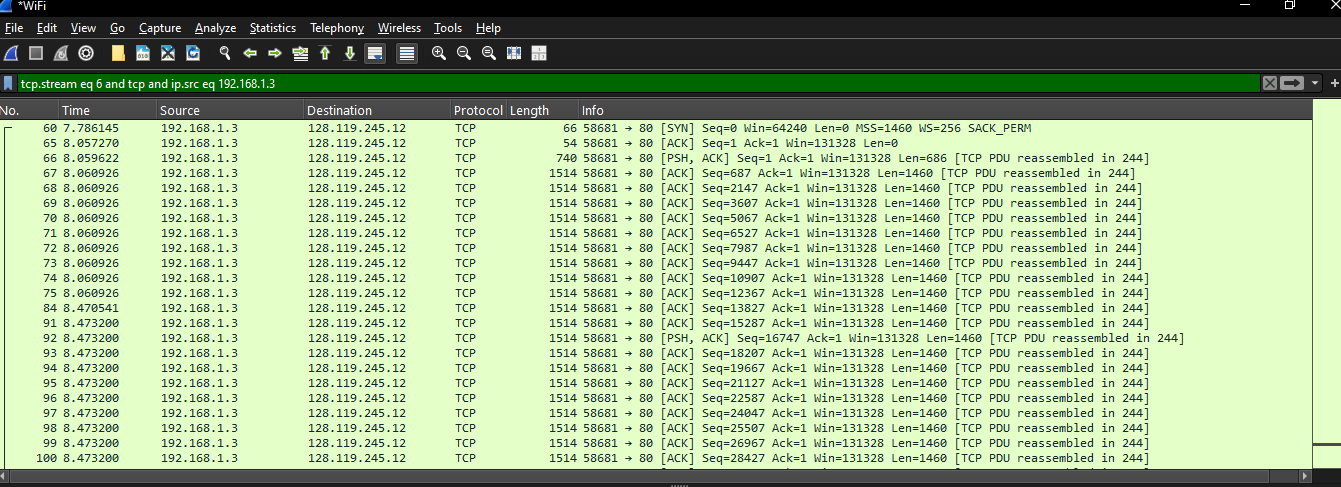 *WiFi
File Edit View Go Capture Analyze Statistics Telephony Wireless Tools Help
tcp.stream eq 6 and tcp and ip.src eq 192.168.1.3
No. Time Source Destination Protocol Length Info
60 7.786145 192.168.1.3 128.119.245.12 TCP 66 58681 → 80 [SYN] Seq=0 Win=64240 Len=0 MSS=1460 WS=256 SACK_PERM
65 8.057270 192.168.1.3 128.119.245.12 TCP 54 58681 → 80 [ACK] Seq=1 Ack=1 Win=131328 Len=0
66 8.059622 192.168.1.3 128.119.245.12 TCP 740 58681 → 80 [PSH, ACK] Seq=1 Ack=1 Win=131328 Len=686 [TCP PDU reassembled in 244]
67 8.060926 192.168.1.3 128.119.245.12 TCP 1514 58681 → 80 [ACK] Seq=687 Ack=1 Win=131328 Len=1460 [TCP PDU reassembled in 244]
68 8.060926 192.168.1.3 128.119.245.12 TCP 1514 58681 → 80 [ACK] Seq=2147 Ack=1 Win=131328 Len=1460 [TCP PDU reassembled in 244]
69 8.060926 192.168.1.3 128.119.245.12 TCP 1514 58681 → 80 [ACK] Seq=3607 Ack=1 Win=131328 Len=1460 [TCP PDU reassembled in 244]
70 8.060926 192.168.1.3 128.119.245.12 TCP 1514 58681 → 80 [ACK] Seq=5067 Ack=1 Win=131328 Len=1460 [TCP PDU reassembled in 244]
71 8.060926 192.168.1.3 128.119.245.12 TCP 1514 58681 → 80 [ACK] Seq=6527 Ack=1 Win=131328 Len=1460 [TCP PDU reassembled in 244]
72 8.060926 192.168.1.3 128.119.245.12 TCP 1514 58681 → 80 [ACK] Seq=7987 Ack=1 Win=131328 Len=1460 [TCP PDU reassembled in 244]
73 8.060926 192.168.1.3 128.119.245.12 TCP 1514 58681 → 80 [ACK] Seq=9447 Ack=1 Win=131328 Len=1460 [TCP PDU reassembled in 244]
74 8.060926 192.168.1.3 128.119.245.12 TCP 1514 58681 → 80 [ACK] Seq=10907 Ack=1 Win=131328 Len=1460 [TCP PDU reassembled in 244]
75 8.060926 192.168.1.3 128.119.245.12 TCP 1514 58681 → 80 [ACK] Seq=12367 Ack=1 Win=131328 Len=1460 [TCP PDU reassembled in 244]
84 8.470541 192.168.1.3 128.119.245.12 TCP 1514 58681 → 80 [ACK] Seq=13827 Ack=1 Win=131328 Len=1460 [TCP PDU reassembled in 244]
91 8.473200 192.168.1.3 128.119.245.12 TCP 1514 58681 → 80 [ACK] Seq=15287 Ack=1 Win=131328 Len=1460 [TCP PDU reassembled in 244]
92 8.473200 192.168.1.3 128.119.245.12 TCP 1514 58681 → 80 [PSH, ACK] Seq=16747 Ack=1 Win=131328 Len=1460 [TCP PDU reassembled in 244]
93 8.473200 192.168.1.3 128.119.245.12 TCP 1514 58681 → 80 [ACK] Seq=18207 Ack=1 Win=131328 Len=1460 [TCP PDU reassembled in 244]
94 8.473200 192.168.1.3 128.119.245.12 TCP 1514 58681 → 80 [ACK] Seq=19667 Ack=1 Win=131328 Len=1460 [TCP PDU reassembled in 244]
95 8.473200 192.168.1.3 128.119.245.12 TCP 1514 58681 → 80 [ACK] Seq=21127 Ack=1 Win=131328 Len=1460 [TCP PDU reassembled in 244]
96 8.473200 192.168.1.3 128.119.245.12 TCP 1514 58681 → 80 [ACK] Seq=22587 Ack=1 Win=131328 Len=1460 [TCP PDU reassembled in 244]
97 8.473200 192.168.1.3 128.119.245.12 TCP 1514 58681 → 80 [ACK] Seq=24047 Ack=1 Win=131328 Len=1460 [TCP PDU reassembled in 244]
98 8.473200 192.168.1.3 128.119.245.12 TCP 1514 58681 → 80 [ACK] Seq=25507 Ack=1 Win=131328 Len=1460 [TCP PDU reassembled in 244]
99 8.473200 192.168.1.3 128.119.245.12 TCP 1514 58681 → 80 [ACK] Seq=26967 Ack=1 Win=131328 Len=1460 [TCP PDU reassembled in 244]
100 8.473200 192.168.1.3 128.119.245.12 TCP 1514 58681 → 80 [ACK] Seq=28427 Ack=1 Win=131328 Len=1460 [TCP PDU reassembled in 244]